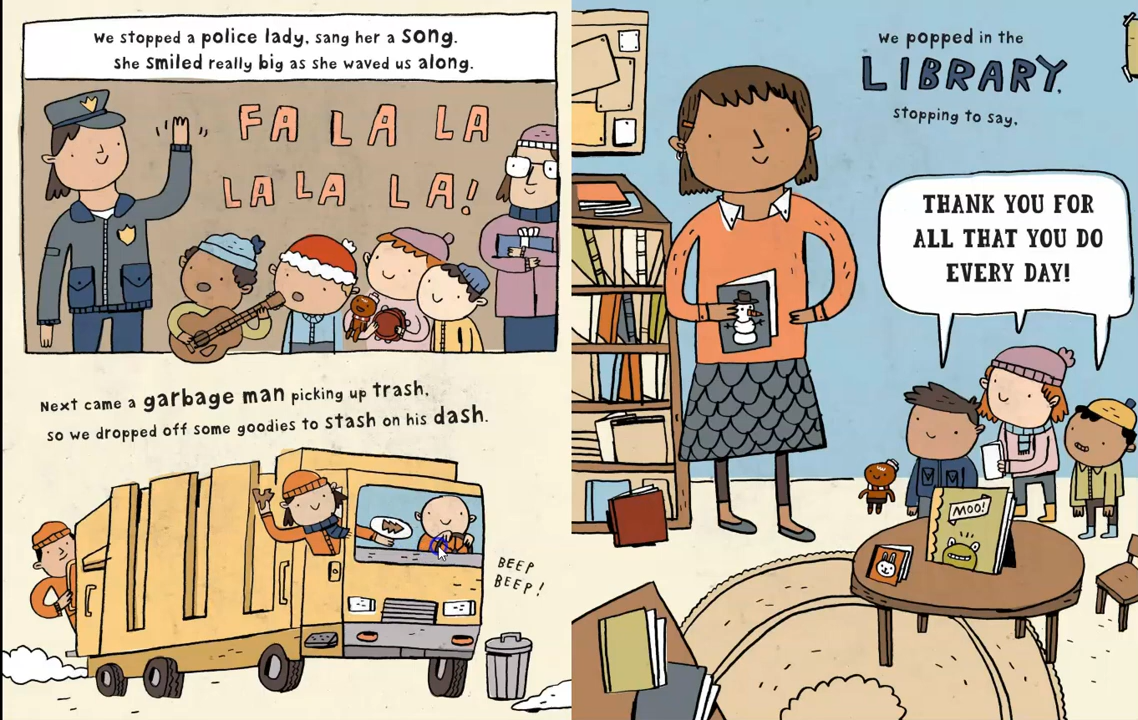 We stopped a police lady, sang her a song.
She smiled really big as she waved us along.
FA LA LA
LA LA LA!
Next came a garbage man picking up trash,
so we dropped off some goodies to stash on his dash.
BEEP
BEEP!
We popped in the
LIBRARY,
stopping to say,
THANK YOU FOR
ALL THAT YOU DO
EVERY DAY!
MOO!